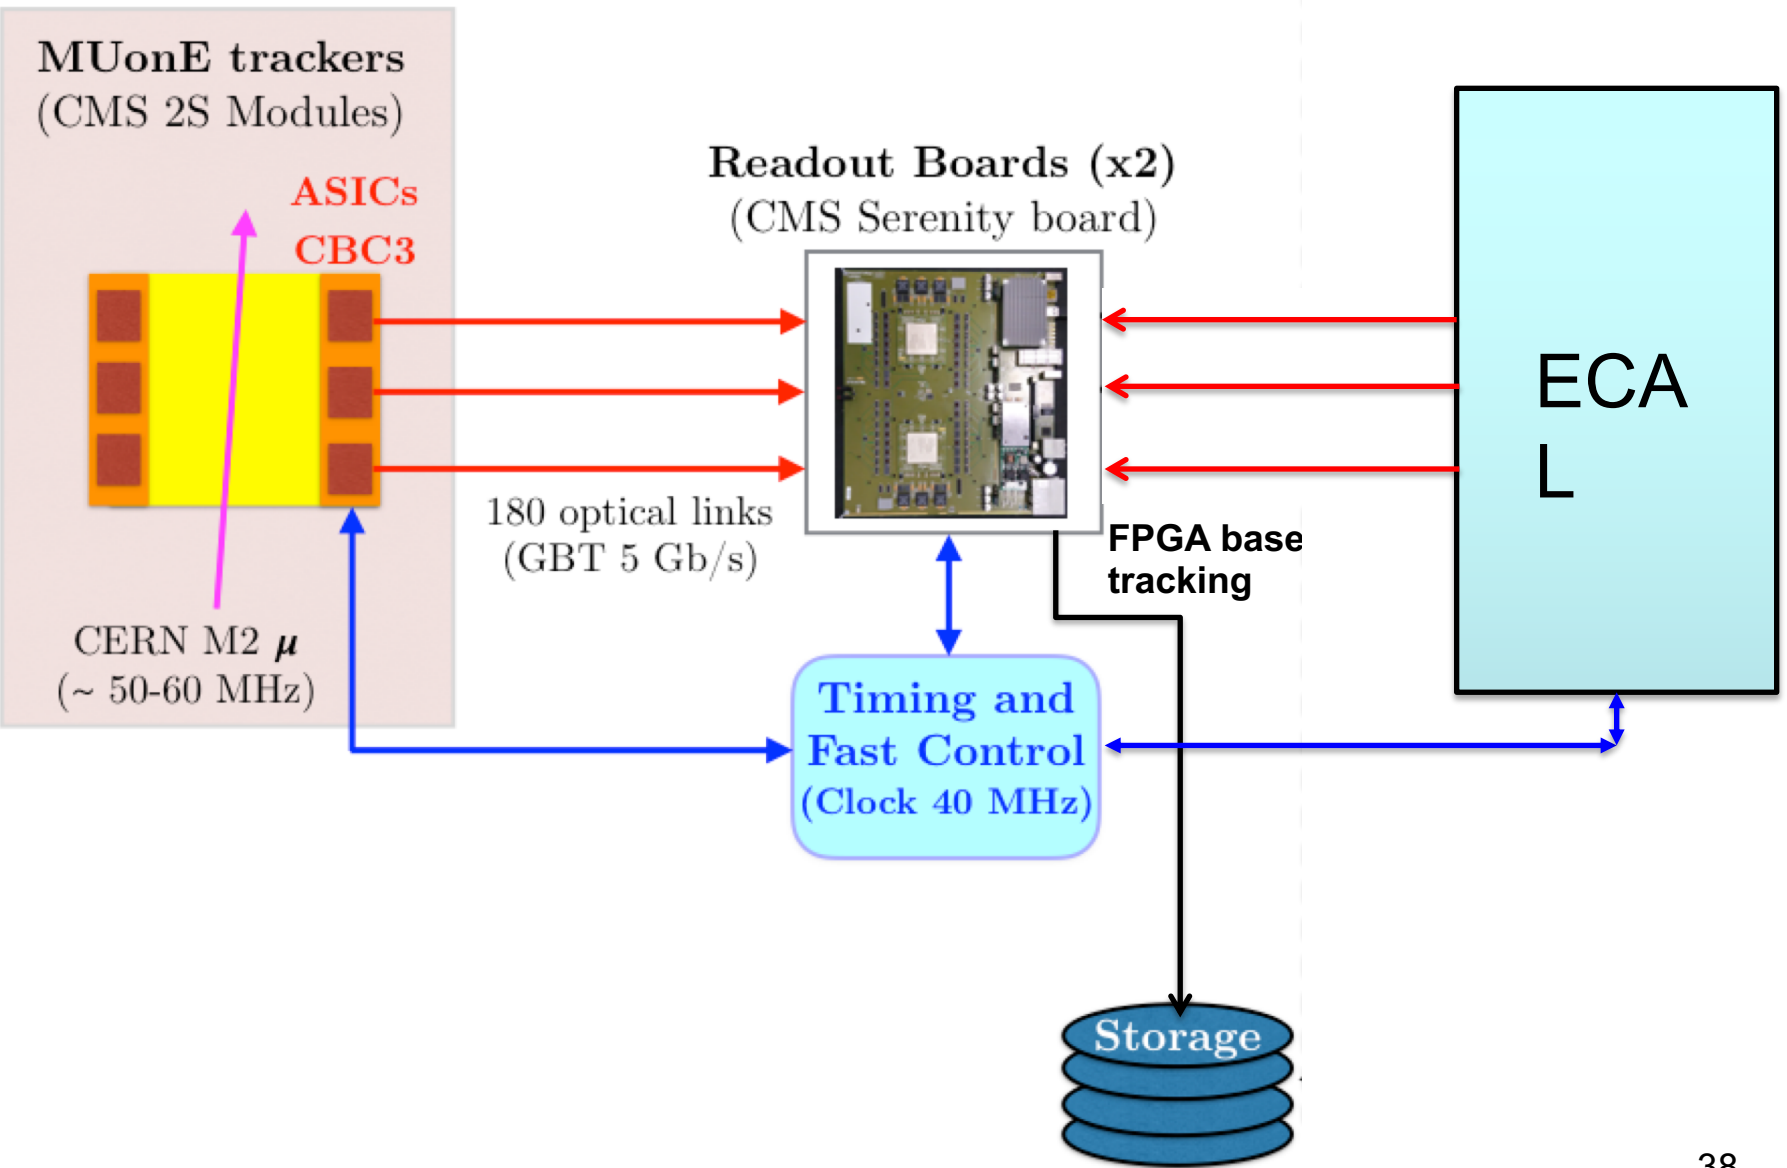 MUonE trackers
(CMS 2S Modules)
ASICs
CBC3
CERN M2 μ
(~ 50-60 MHz)
180 optical links
(GBT 5 Gb/s)
Readout Boards (x2)
(CMS Serenity board)
FPGA base
tracking
Timing and
Fast Control
(Clock 40 MHz)
Storage
ECA
L
38